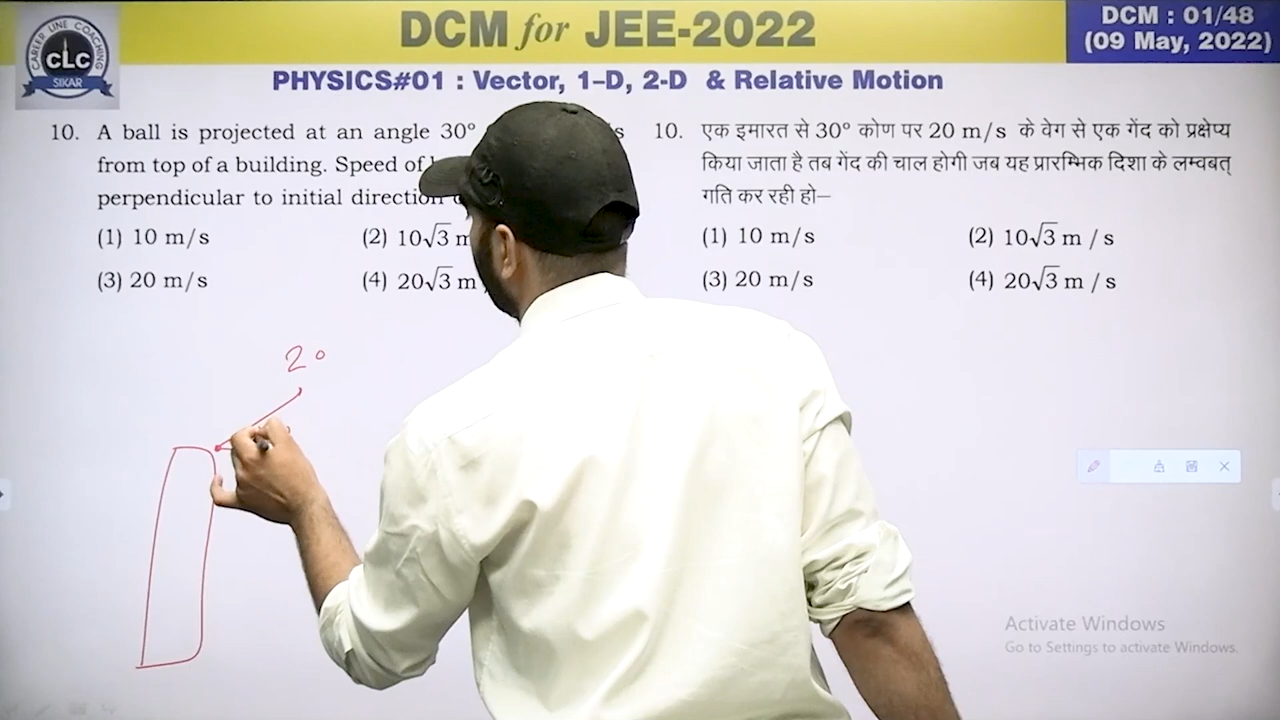 CAREER LINE COACHING
CLC
SIKAR
DCM for JEE-2022
DCM : 01/48
(09 May, 2022)
PHYSICS#01 : Vector, 1–D, 2-D & Relative Motion
10. A ball is projected at an angle 30°
from top of a building. Speed of
perpendicular to initial direction
(1) 10 m/s
(2) 10√3 m
(3) 20 m/s
(4) 20√3 m
10. एक इमारत से 30° कोण पर 20 m/s के वेग से एक गेंद को प्रक्षेप्य
किया जाता है तब गेंद की चाल होगी जब यह प्रारम्भिक दिशा के लम्बवत्
गति कर रही हो–
(1) 10 m/s
(2) 10√3 m / s
(3) 20 m/s
(4) 20√3 m / s
20
Activate Windows
Go to Settings to activate Windows.